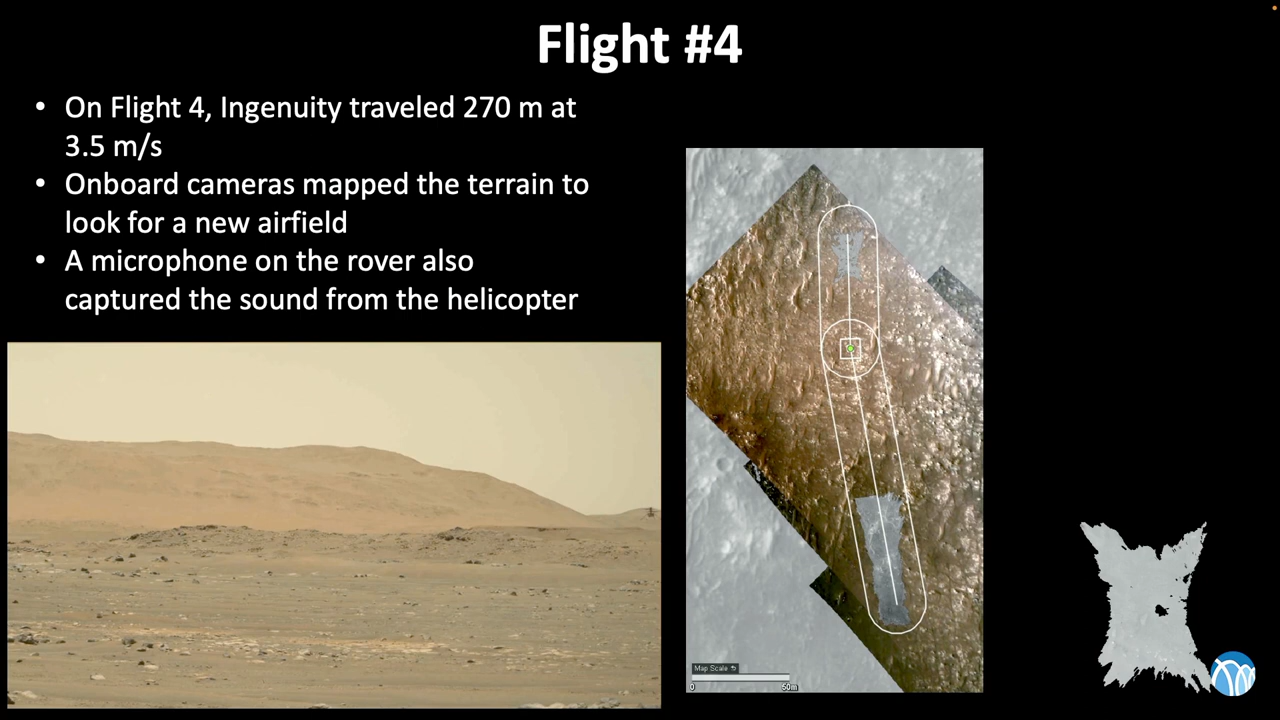 Flight #4
• On Flight 4, Ingenuity traveled 270 m at
3.5 m/s
• Onboard cameras mapped the terrain to
look for a new airfield
• A microphone on the rover also
captured the sound from the helicopter
Map Scale
0 50m